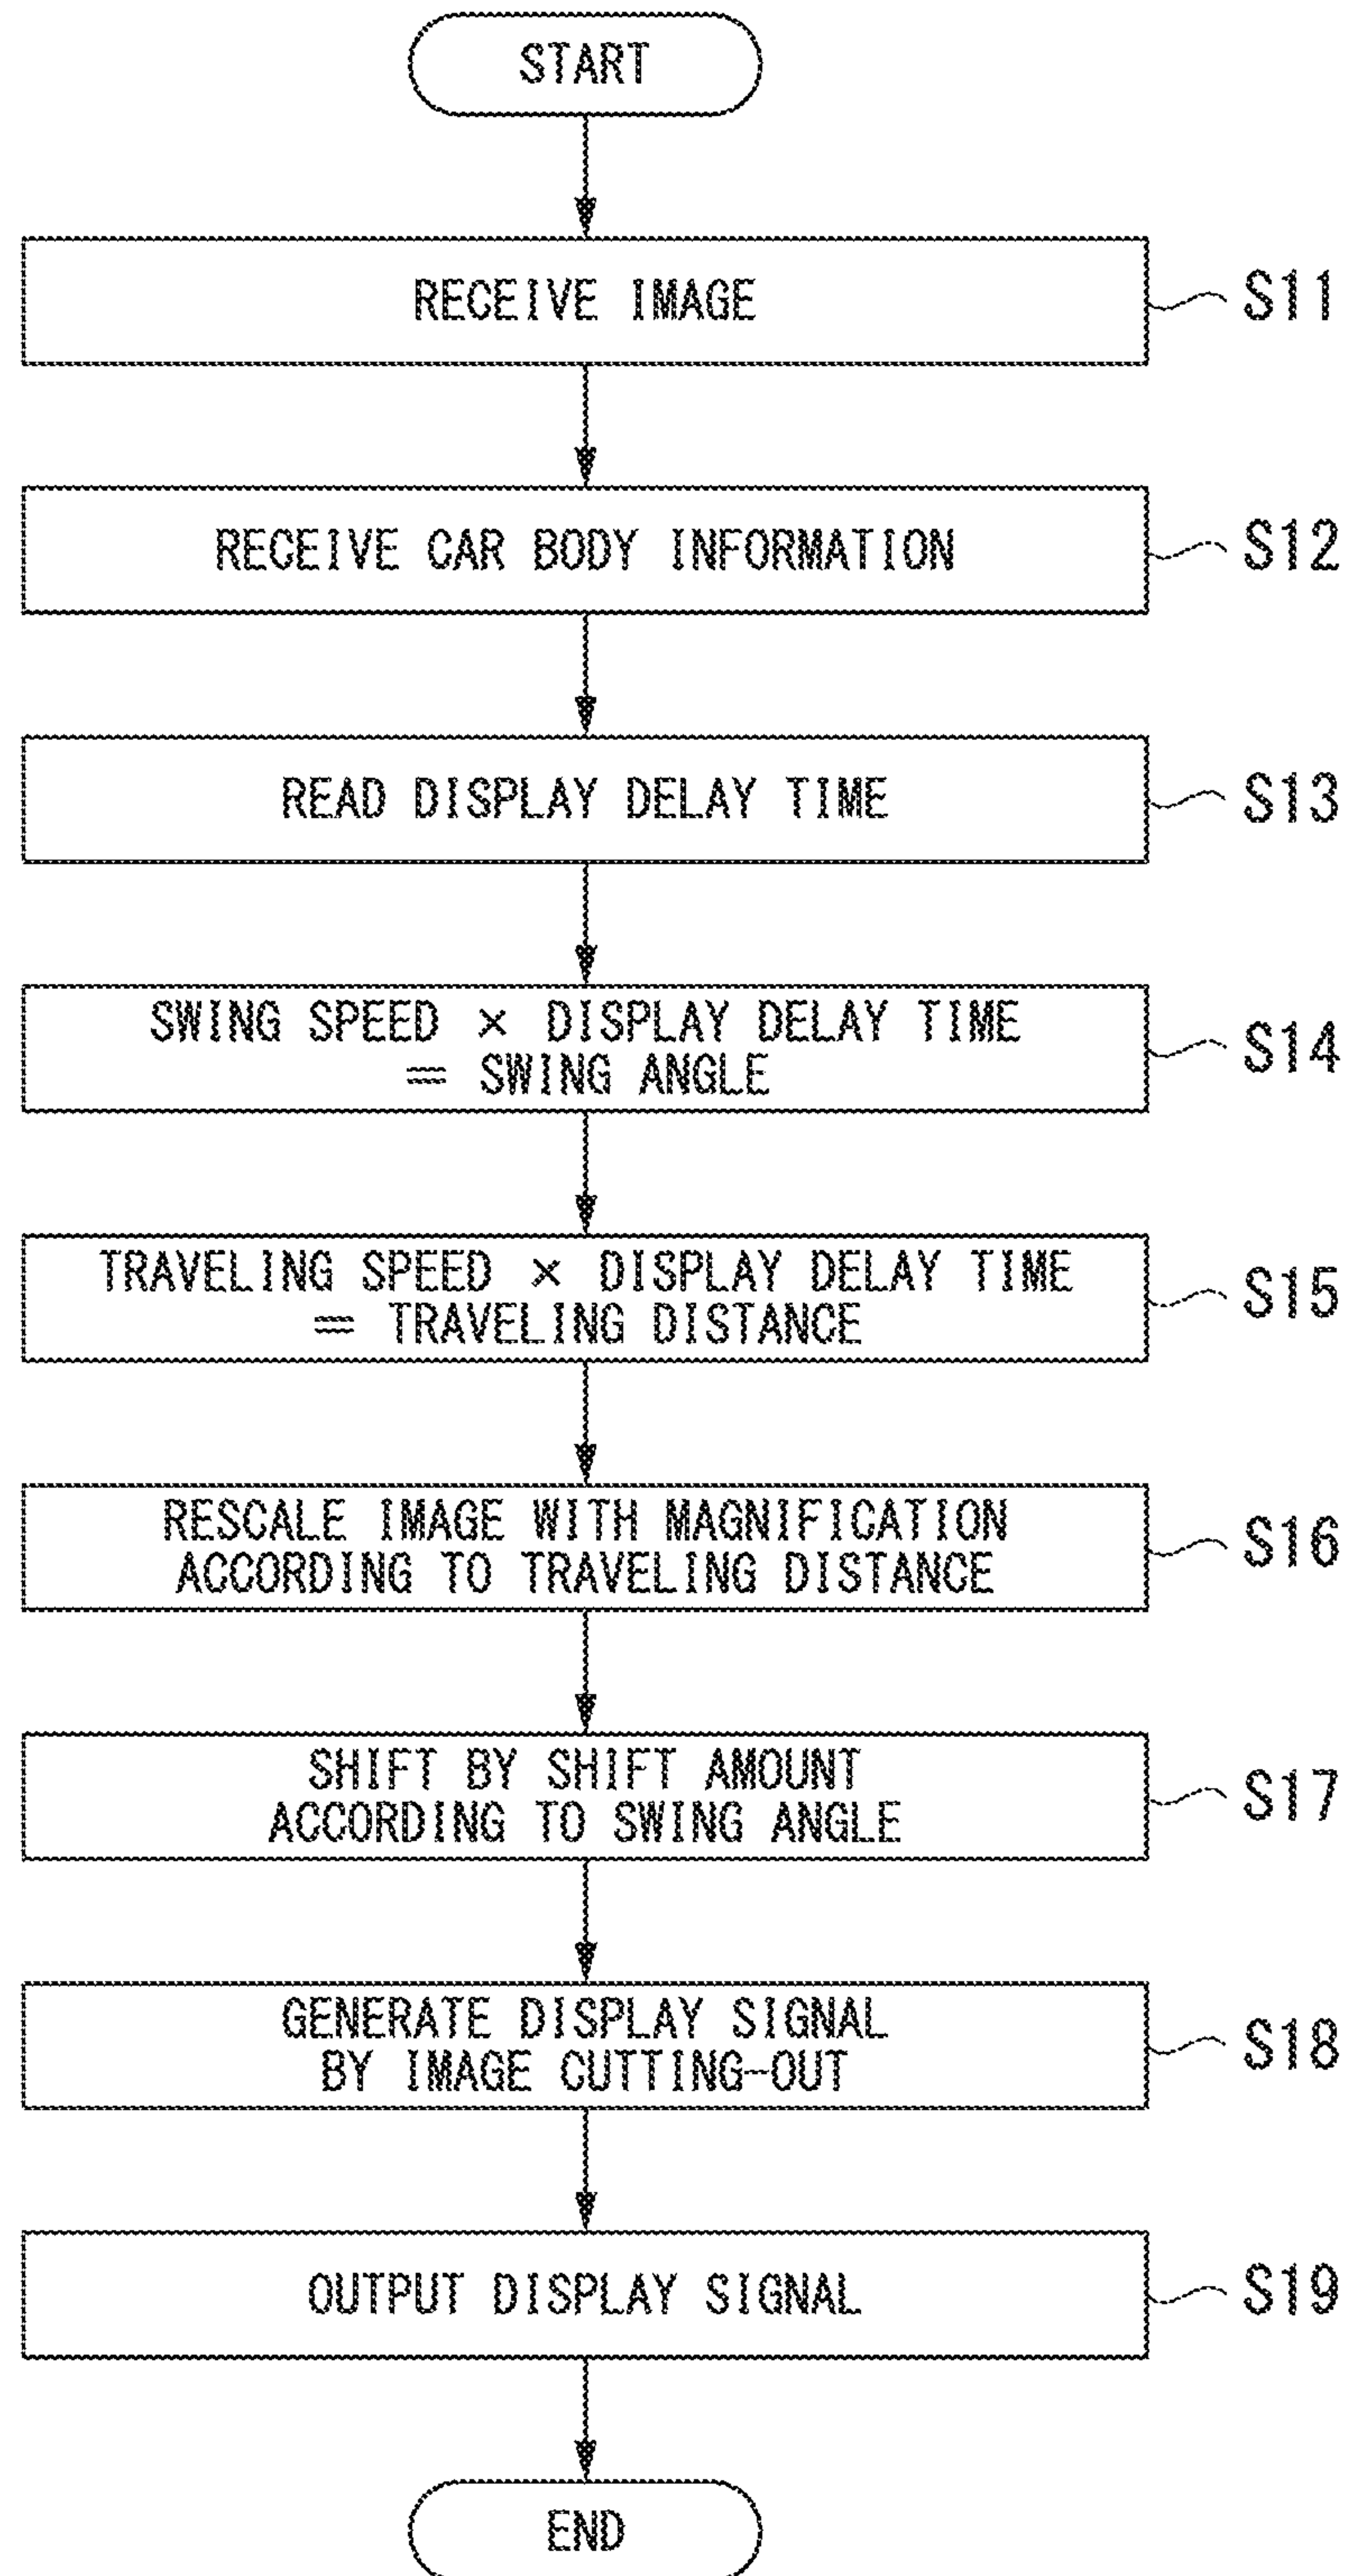 START
RECEIVE IMAGE
S11
RECEIVE CAR BODY INFORMATION
S12
READ DISPLAY DELAY TIME
S13
SWING SPEED × DISPLAY DELAY TIME
= SWING ANGLE
S14
TRAVELING SPEED × DISPLAY DELAY TIME
= TRAVELING DISTANCE
S15
RESCALE IMAGE WITH MAGNIFICATION
ACCORDING TO TRAVELING DISTANCE
S16
SHIFT BY SHIFT AMOUNT
ACCORDING TO SWING ANGLE
S17
GENERATE DISPLAY SIGNAL
BY IMAGE CUTTING-OUT
S18
OUTPUT DISPLAY SIGNAL
S19
END